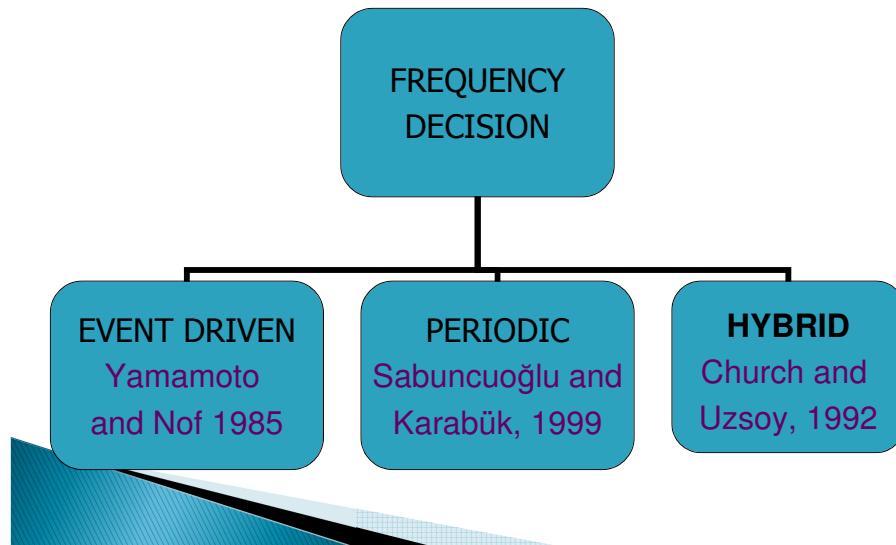 FREQUENCY
DECISION
EVENT DRIVEN
Yamamoto
and Nof 1985
PERIODIC
Sabuncuoğlu and
Karabük, 1999
HYBRID
Church and
Uzsoy, 1992